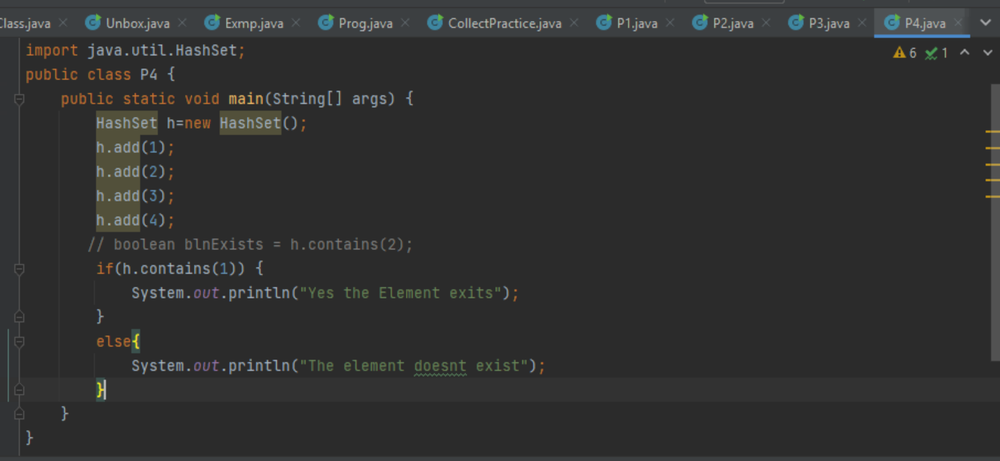 Class.java Unbox.java Exmp.java Prog.java CollectPractice.java P1.java P2.java P3.java P4.java
import java.util.HashSet; 6 1
public class P4 {
    public static void main(String[] args) {
        HashSet h=new HashSet();
        h.add(1);
        h.add(2);
        h.add(3);
        h.add(4);
       // boolean blnExists = h.contains(2);
        if(h.contains(1)) {
            System.out.println("Yes the Element exits");
        }
        else{
            System.out.println("The element doesnt exist");
        }
    }
}